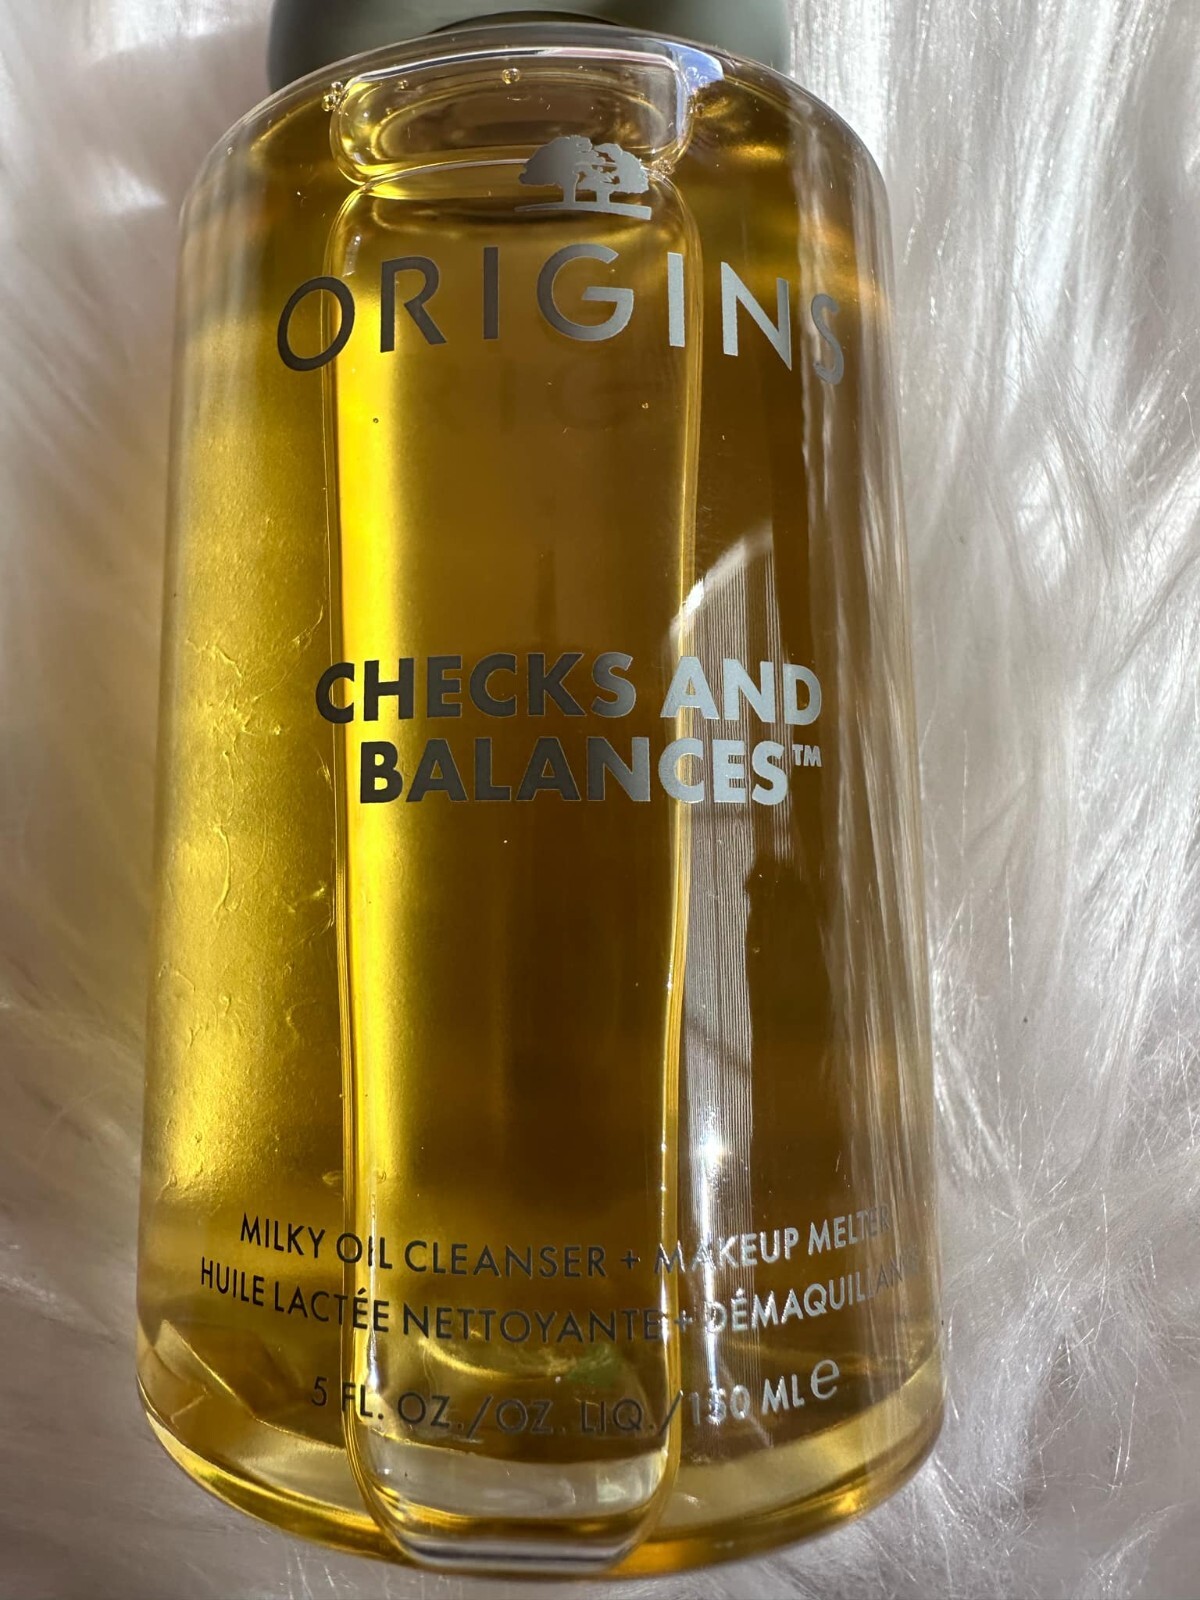 ORIGINS
CHECKS AND
BALANCES™
MILKY OIL CLEANSER + MAKEUP MELTER
HUILE LACTÉE NETTOYANTE + DÉMAQUILLANT
5 FL. OZ./OZ. LIQ./150 ML ℮